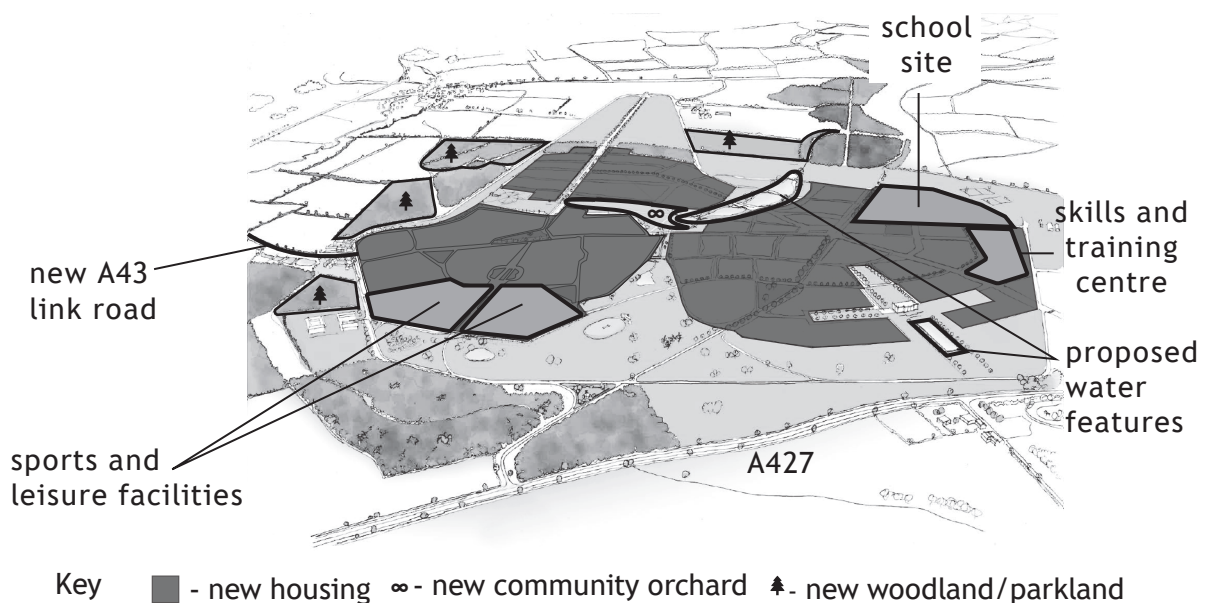 school
site
skills and
training
centre
new A43
link road
proposed
water
features
sports and
leisure facilities
A427
Key
- new housing
- new community orchard
- new woodland/parkland